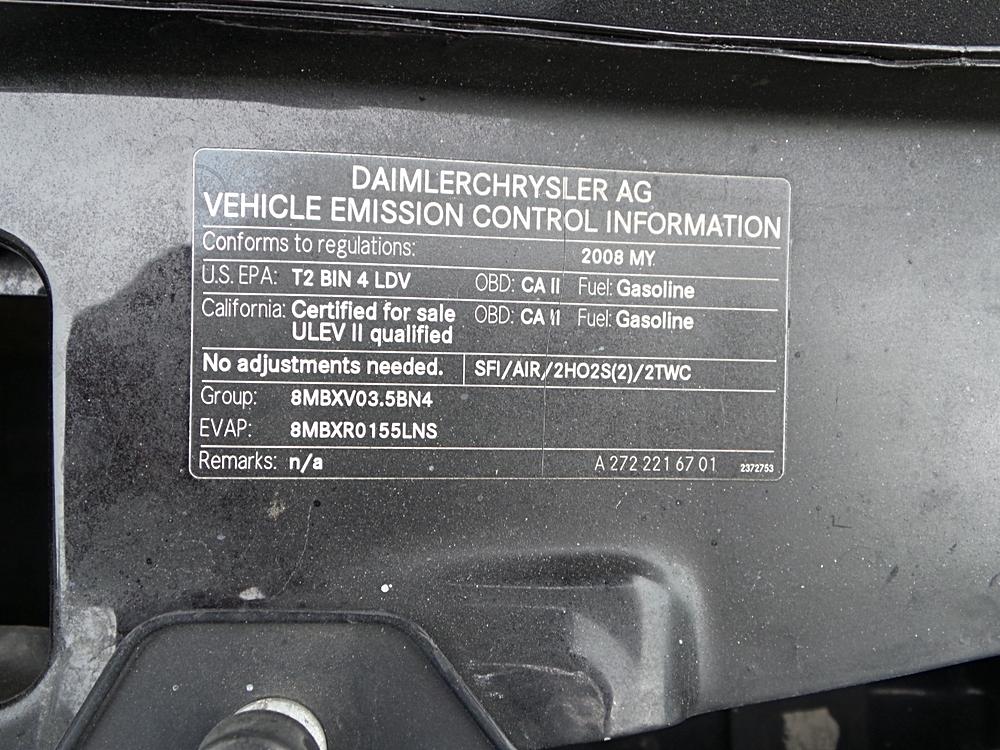 DAIMLERCHRYSLER AG
VEHICLE EMISSION CONTROL INFORMATION
Conforms to regulations: 2008 MY
U.S. EPA: T2 BIN 4 LDV OBD: CA II Fuel: Gasoline
California: Certified for sale OBD: CA II Fuel: Gasoline
ULEV II qualified
No adjustments needed. SFI/AIR/2HO2S(2)/2TWC
Group: 8MBXV03.5BN4
EVAP: 8MBXR0155LNS
Remarks: n/a A 272 221 67 01 2372753